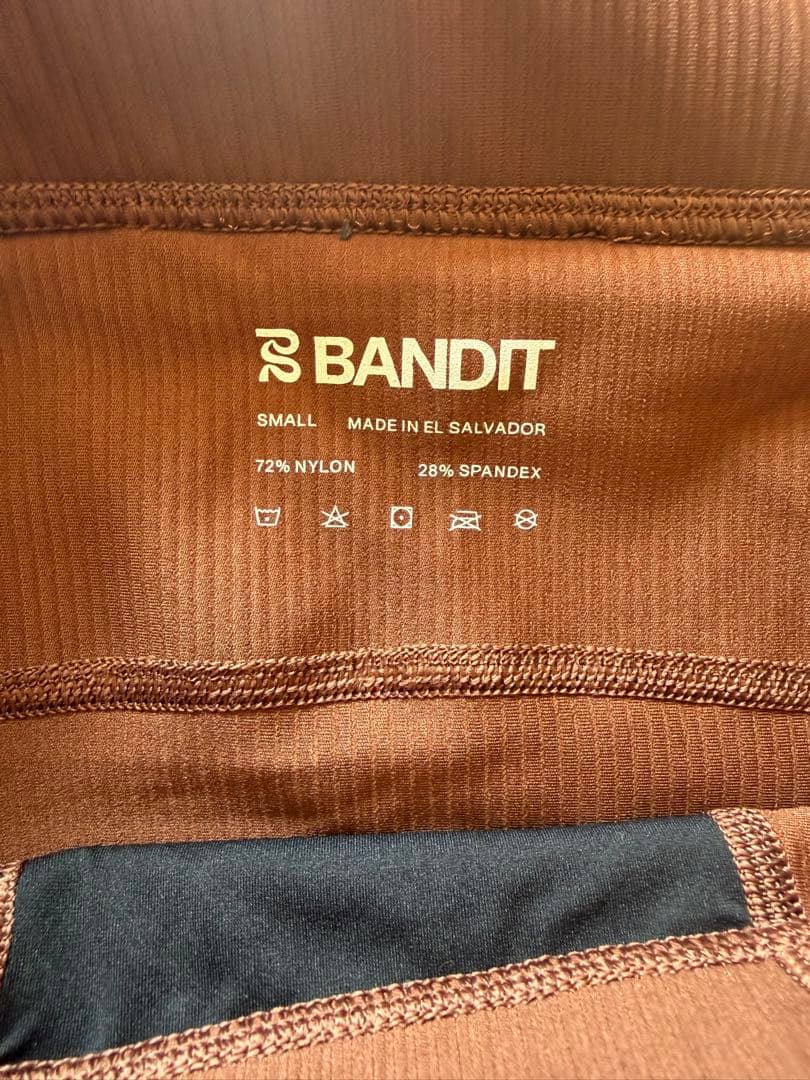 BANDIT
SMALL MADE IN EL SALVADOR
72% NYLON 28% SPANDEX